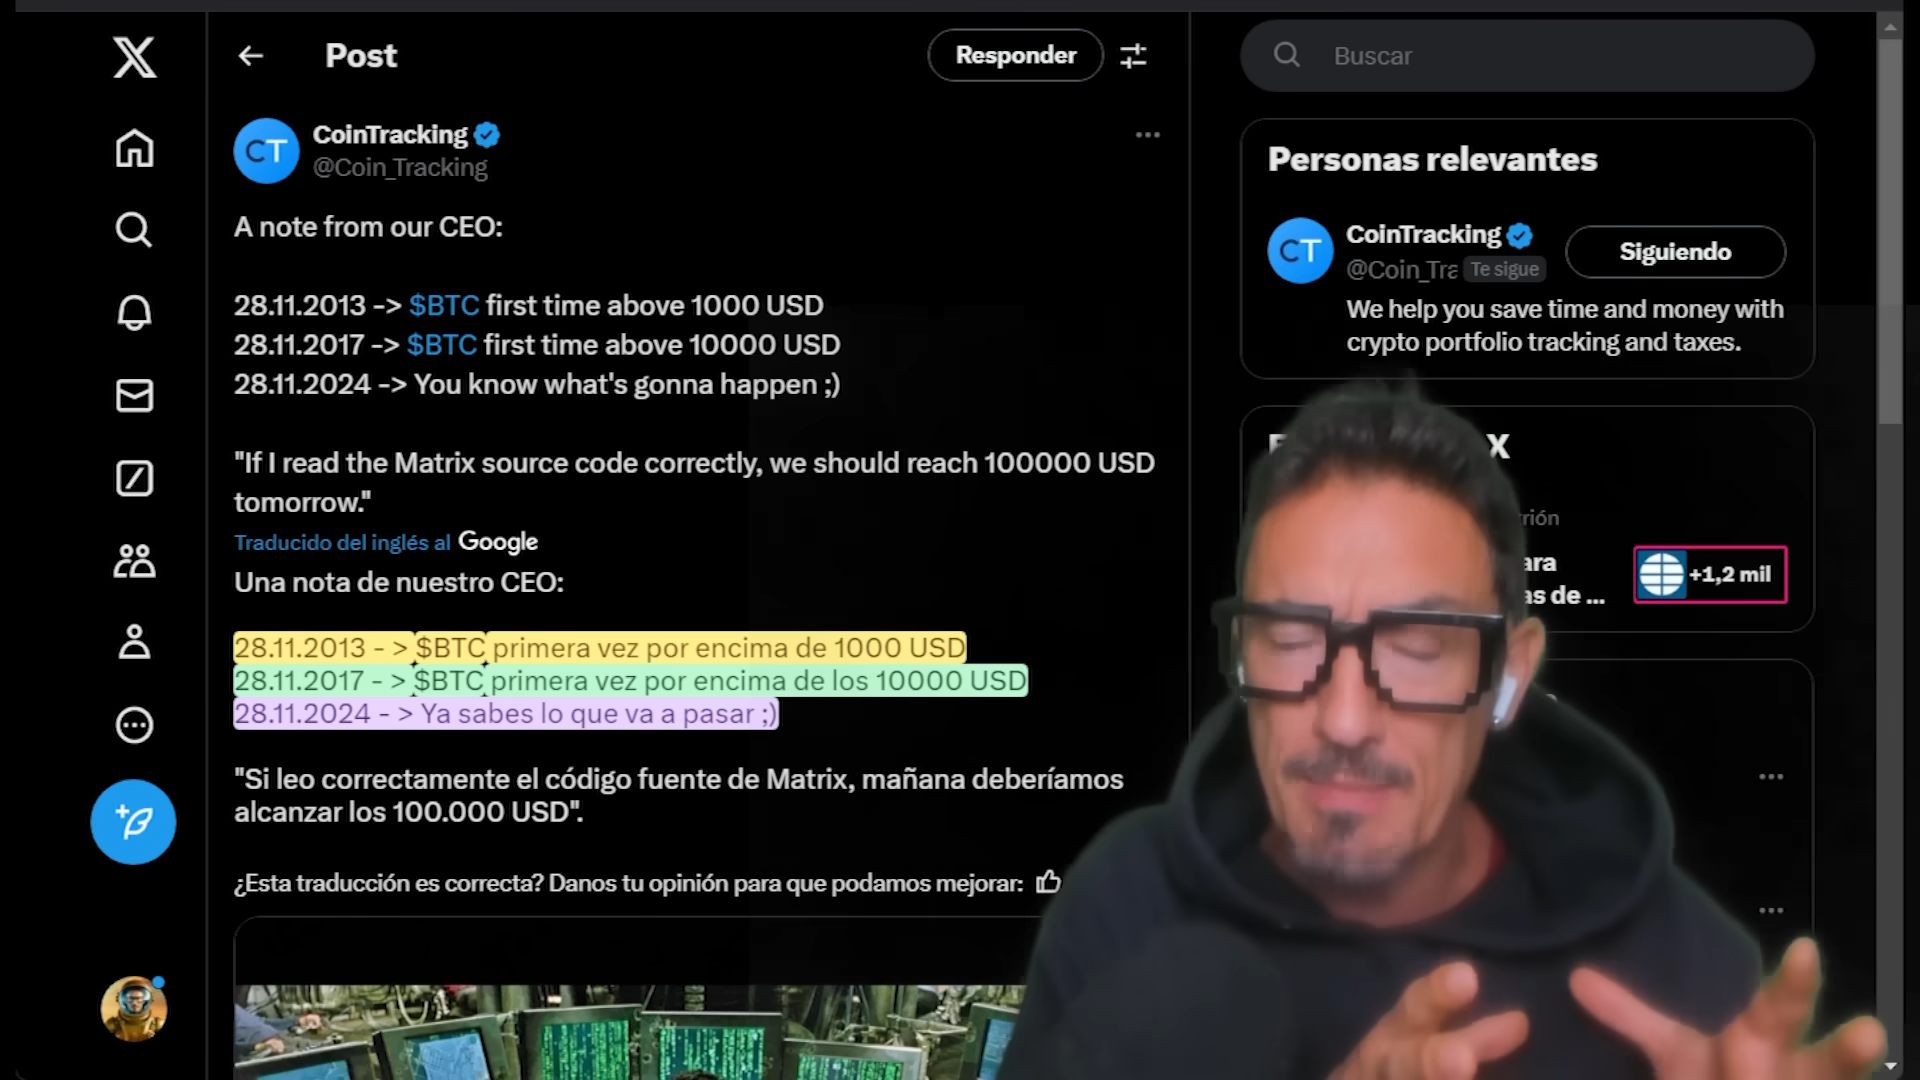 Post
Responder
Buscar
CT
CoinTracking
@Coin_Tracking
A note from our CEO:
28.11.2013 -> $BTC first time above 1000 USD
28.11.2017 -> $BTC first time above 10000 USD
28.11.2024 -> You know what's gonna happen ;)
"If I read the Matrix source code correctly, we should reach 100000 USD
tomorrow."
Traducido del inglés al Google
Una nota de nuestro CEO:
28.11.2013 - > $BTC primera vez por encima de 1000 USD
28.11.2017 - > $BTC primera vez por encima de los 10000 USD
28.11.2024 - > Ya sabes lo que va a pasar ;)
"Si leo correctamente el código fuente de Matrix, mañana deberíamos
alcanzar los 100.000 USD".
¿Esta traducción es correcta? Danos tu opinión para que podamos mejorar:
Personas relevantes
CT
CoinTracking
@Coin_Tra Te sigue
Siguiendo
We help you save time and money with
crypto portfolio tracking and taxes.
X
de ...
+1,2 mil